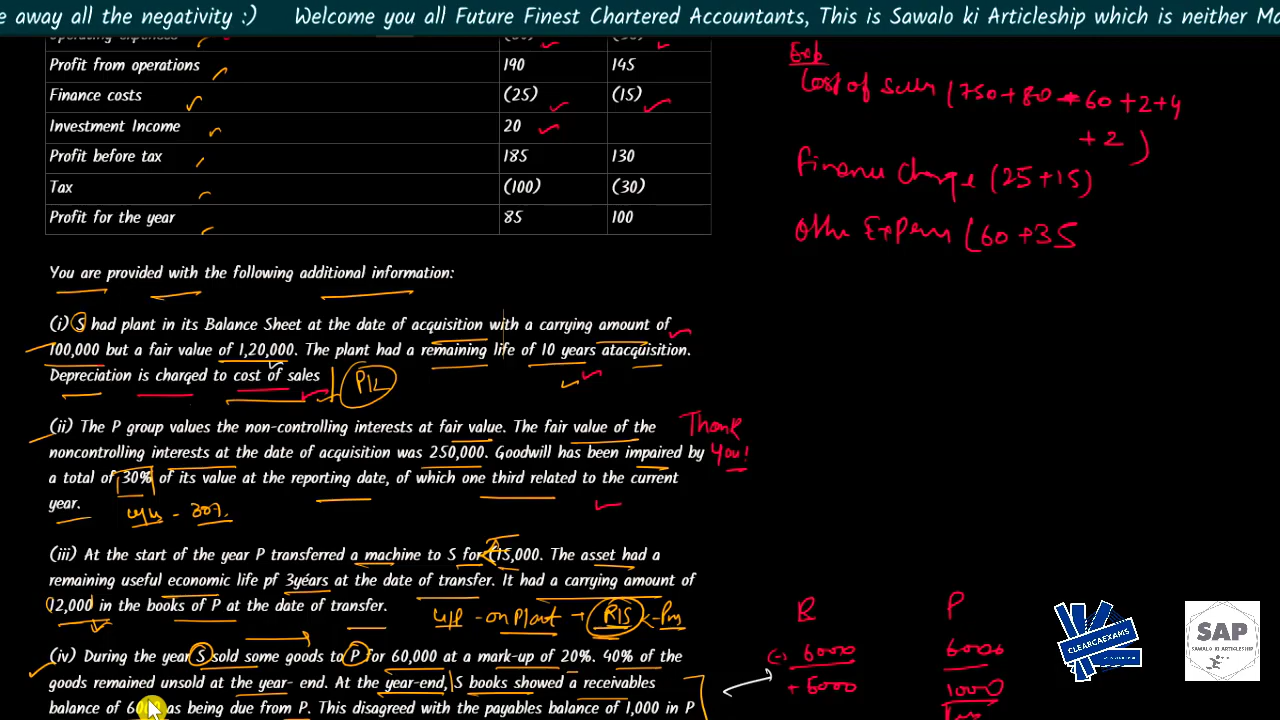 e away all the negativity :) Welcome you all Future Finest Chartered Accountants, This is Sawalo ki Articleship which is neither Mo
Operating expenses
Profit from operations 190 145
Finance costs (25) (15)
Investment Income 20
Profit before tax 185 130
Tax (100) (30)
Profit for the year 85 100
You are provided with the following additional information:
(i) S had plant in its Balance Sheet at the date of acquisition with a carrying amount of
100,000 but a fair value of 1,20,000. The plant had a remaining life of 10 years atacquisition.
Depreciation is charged to cost of sales
P/L
(ii) The P group values the non-controlling interests at fair value. The fair value of the
noncontrolling interests at the date of acquisition was 250,000. Goodwill has been impaired by
a total of 30% of its value at the reporting date, of which one third related to the current
year.
- 30%
Thank
You!
(iii) At the start of the year P transferred a machine to S for 15,000. The asset had a
remaining useful economic life pf 3years at the date of transfer. It had a carrying amount of
12,000 in the books of P at the date of transfer.
- on Plant →
(iv) During the year S sold some goods to P for 60,000 at a mark-up of 20%. 40% of the
goods remained unsold at the year- end. At the year-end, S books showed a receivables
balance of 6000 as being due from P. This disagreed with the payables balance of 1,000 in P
Cost of (750+80-60+2+4
+2)
Finance Charge (25+15)
(60+35
R P
(-) 6000 6000
+5000 1000
CLEARCAEXAMS
SAP
SAWALO KI ARTICLESHIP